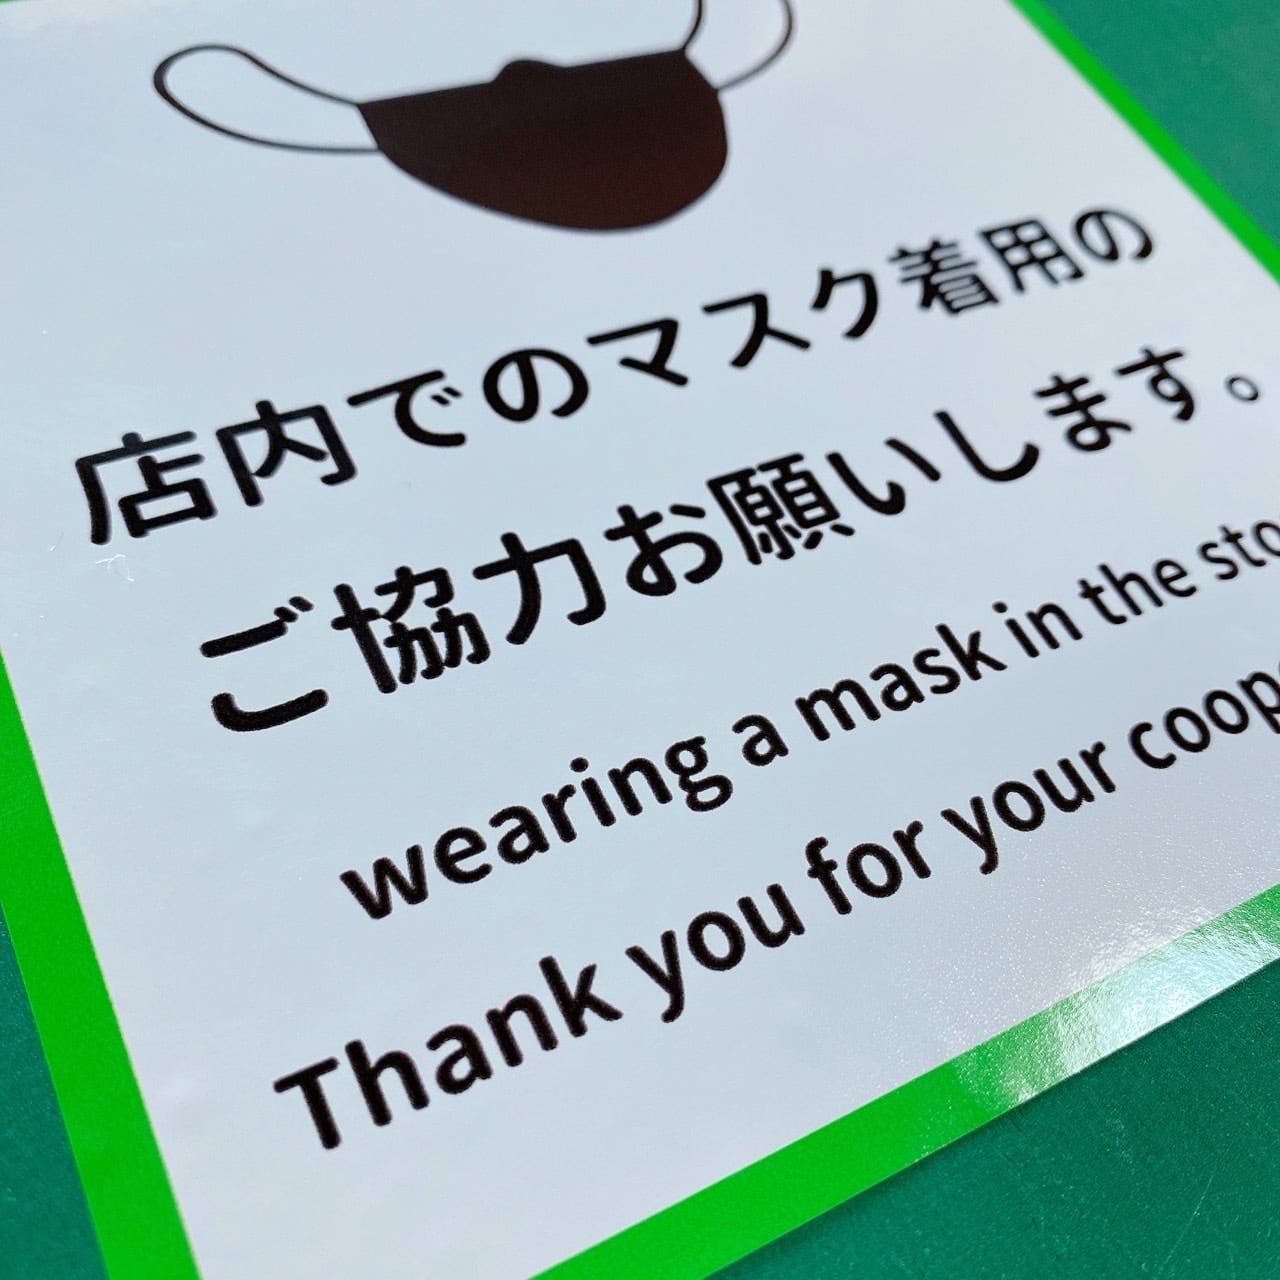 店内でのマスク着用の
ご協力お願いします。
wearing a mask in the
Thank you for your